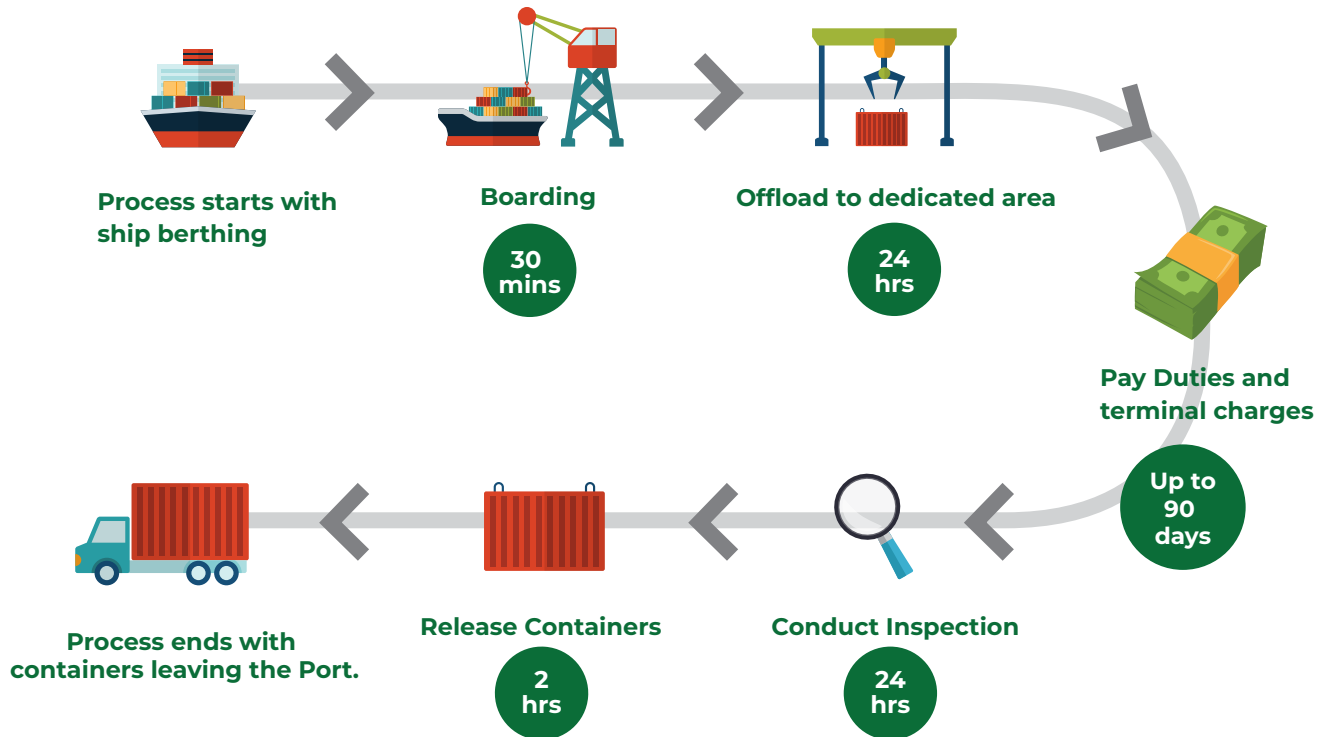 Process starts with
ship berthing
Boarding
30
mins
Offload to dedicated area
24
hrs
Pay Duties and
terminal charges
Up to
90
days
Conduct Inspection
24
hrs
Release Containers
2
hrs
Process ends with
containers leaving the Port.